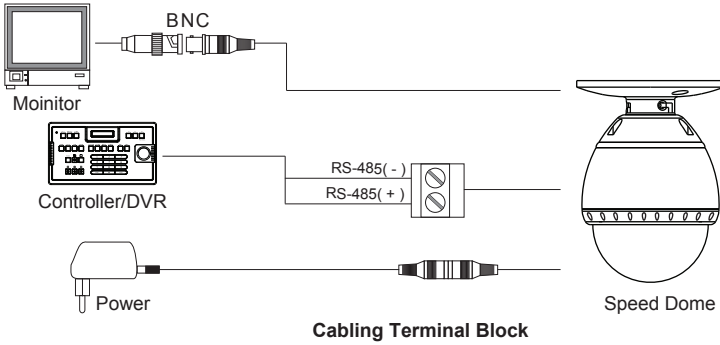 BNC
Moinitor
RS-485( - )
RS-485( + )
Controller/DVR
Power
Speed Dome
Cabling Terminal Block